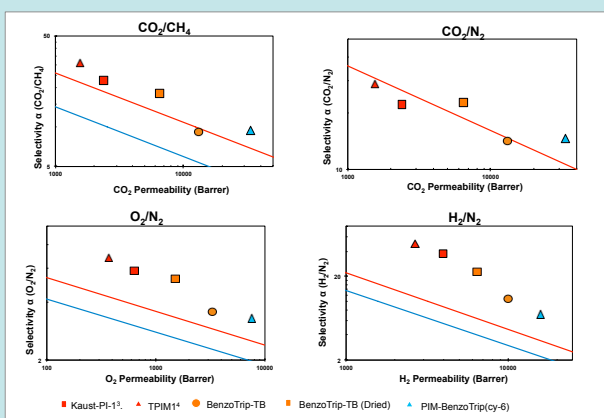 CO₂/CH₄
50
5
1000
10000
Selectivity α (CO₂/CH₄)
CO₂ Permeability (Barrer)
CO₂/N₂
10
1000
10000
Selectivity α (CO₂/N₂)
CO₂ Permeability (Barrer)
O₂/N₂
2
100
1000
10000
Selectivity α (O₂/N₂)
O₂ Permeability (Barrer)
H₂/N₂
20
2
1000
10000
Selectivity α (H₂/N₂)
H₂ Permeability (Barrer)
Kaust-PI-1³. TPIM1⁴ BenzoTrip-TB BenzoTrip-TB (Dried) PIM-BenzoTrip(cy-6)